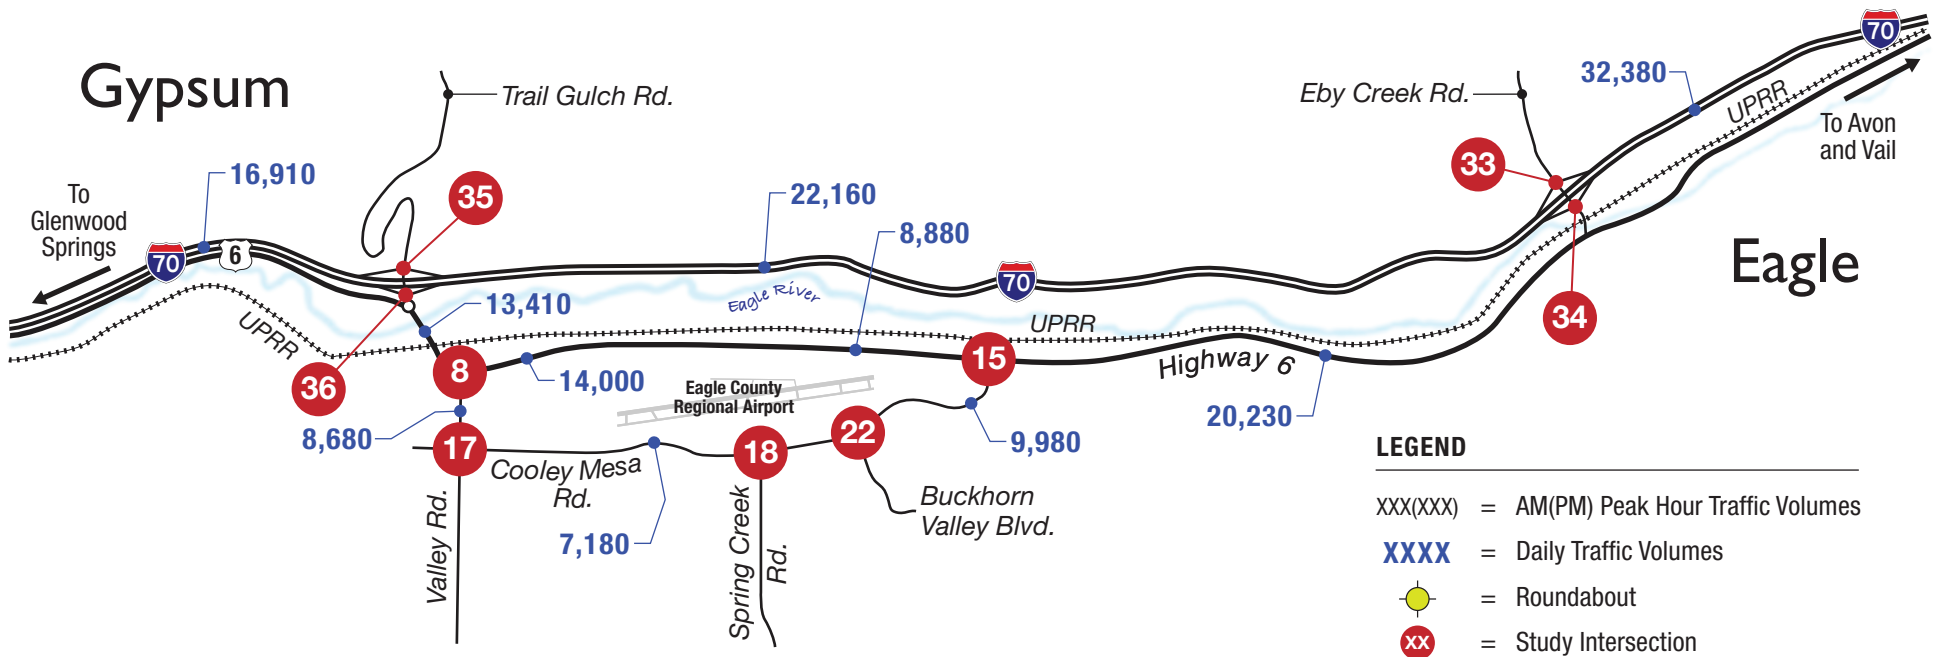 70
Gypsum
Trail Gulch Rd.
Eby Creek Rd.
32,380
UPRR
To Avon
and Vail
33
16,910
35
To
Glenwood
Springs
22,160
8,880
70
6
70
Eagle
13,410
Eagle River
34
UPRR
UPRR
15
Highway 6
8
36
14,000
Eagle County
Regional Airport
20,230
8,680
17
18
22
9,980
Cooley Mesa
Rd.
Buckhorn
Valley Blvd.
7,180
Valley Rd.
Spring Creek
Rd.
LEGEND
XXX(XXX) = AM(PM) Peak Hour Traffic Volumes
XXXX = Daily Traffic Volumes
= Roundabout
XX = Study Intersection